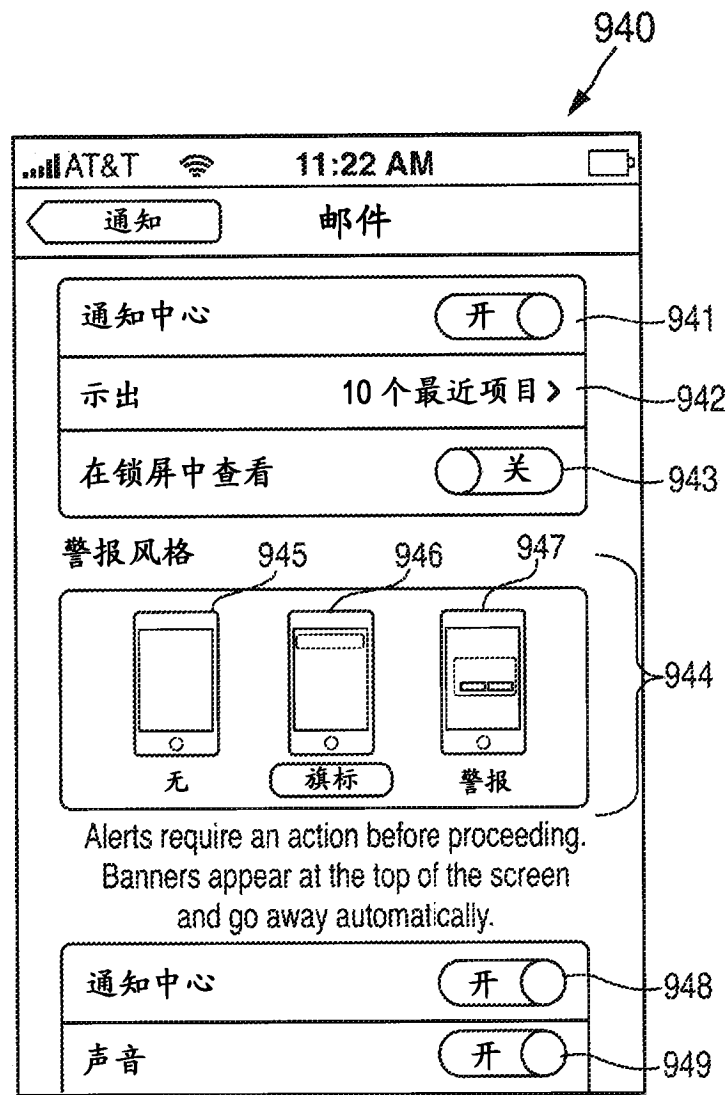 940
AT&T 11:22 AM
通知 邮件
通知中心 开 941
示出 10 个最近项目> 942
在锁屏中查看 关 943
警报风格 945 946 947
944
无 旗标 警报
Alerts require an action before proceeding.
Banners appear at the top of the screen
and go away automatically.
通知中心 开 948
声音 开 949